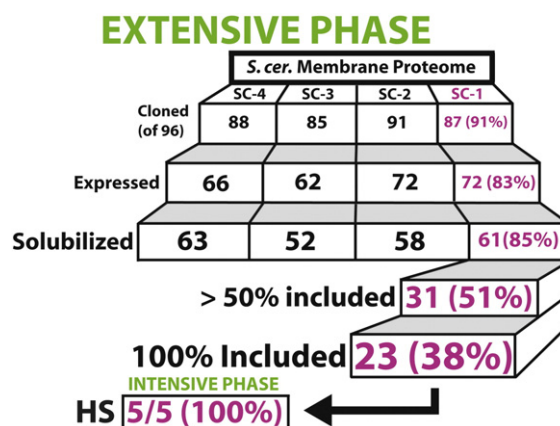 EXTENSIVE PHASE
S. cer. Membrane Proteome
SC-4 SC-3 SC-2 SC-1
Cloned (of 96) 88 85 91 87 (91%)
Expressed 66 62 72 72 (83%)
Solubilized 63 52 58 61(85%)
> 50% included 31 (51%)
100% Included 23 (38%)
INTENSIVE PHASE
HS 5/5 (100%)